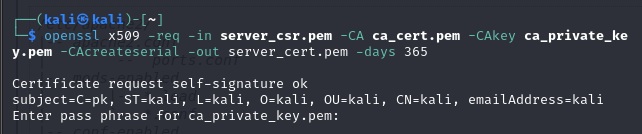 (kali㉿kali)-[~]
$ openssl x509 -req -in server_csr.pem -CA ca_cert.pem -CAkey ca_private_ke
y.pem -CAcreateserial -out server_cert.pem -days 365
Certificate request self-signature ok
subject=C=pk, ST=kali, L=kali, O=kali, OU=kali, CN=kali, emailAddress=kali
Enter pass phrase for ca_private_key.pem: